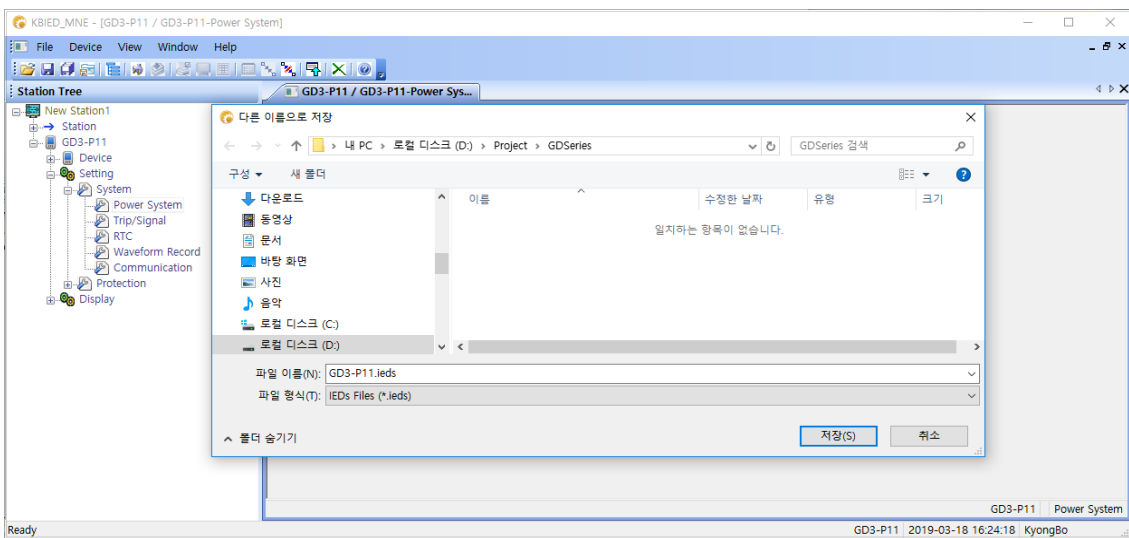 KBIED_MNE - [GD3-P11 / GD3-P11-Power System]
File Device View Window Help
Station Tree
GD3-P11 / GD3-P11-Power Sys...
New Station1
Station
GD3-P11
Device
Setting
System
Power System
Trip/Signal
RTC
Waveform Record
Communication
Protection
Display
다른 이름으로 저장
내 PC > 로컬 디스크 (D:) > Project > GDSeries
GDSeries 검색
구성 새 폴더
이름 수정한 날짜 유형 크기
일치하는 항목이 없습니다.
다운로드
동영상
문서
바탕 화면
사진
음악
로컬 디스크 (C:)
로컬 디스크 (D:)
파일 이름(N): GD3-P11.ieds
파일 형식(T): IEDs Files (*.ieds)
폴더 숨기기
저장(S) 취소
GD3-P11 Power System
Ready GD3-P11 2019-03-18 16:24:18 KyongBo